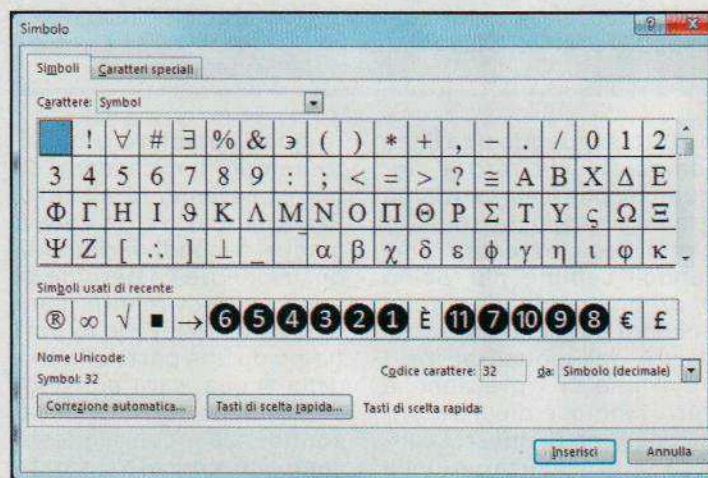 Simbolo
Simboli Caratteri speciali
Carattere: Symbol
! ∀ # ∃ % & ϶ ( ) * + , − . / 0 1 2
3 4 5 6 7 8 9 : ; < = > ? ≅ Α Β Χ Δ Ε
Φ Γ Η Ι ϑ Κ Λ Μ Ν Ο Π Θ Ρ Σ Τ Υ ς Ω Ξ
Ψ Ζ [ ∴ ] ⊥ _ ‾ α β χ δ ε ϕ γ η ι φ κ
Simboli usati di recente:
® ∞ √ ■ → ❻ ❺ ❹ ❸ ❷ ❶ È ⓫ ❼ ❿ ❾ ❽ € £
Nome Unicode:
Symbol: 32
Codice carattere: 32 da: Simbolo (decimale)
Correzione automatica... Tasti di scelta rapida... Tasti di scelta rapida:
Inserisci Annulla